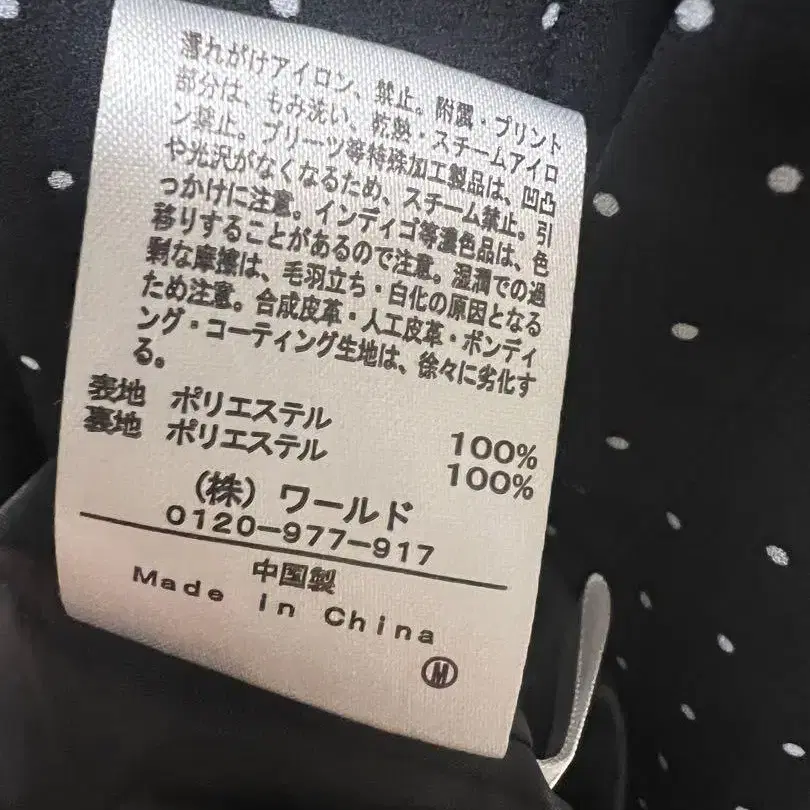 濡れがけアイロン、禁止。附属・プリント
部分は、もみ洗い、乾熱・スチームアイロ
ン禁止。プリーツ等特殊加工製品は、凹凸
や光沢がなくなるため、スチーム禁止。引
っかけに注意。インディゴ等濃色品は、色
移りすることがあるので注意。湿潤での過
剰な摩擦は、毛羽立ち・白化の原因となる
ため注意。合成皮革・人工皮革・ボンディ
ング・コーティング生地は、徐々に劣化す
る。
表地 ポリエステル 100%
裏地 ポリエステル 100%
(株) ワールド
0120-977-917
中国製
Made in China
M